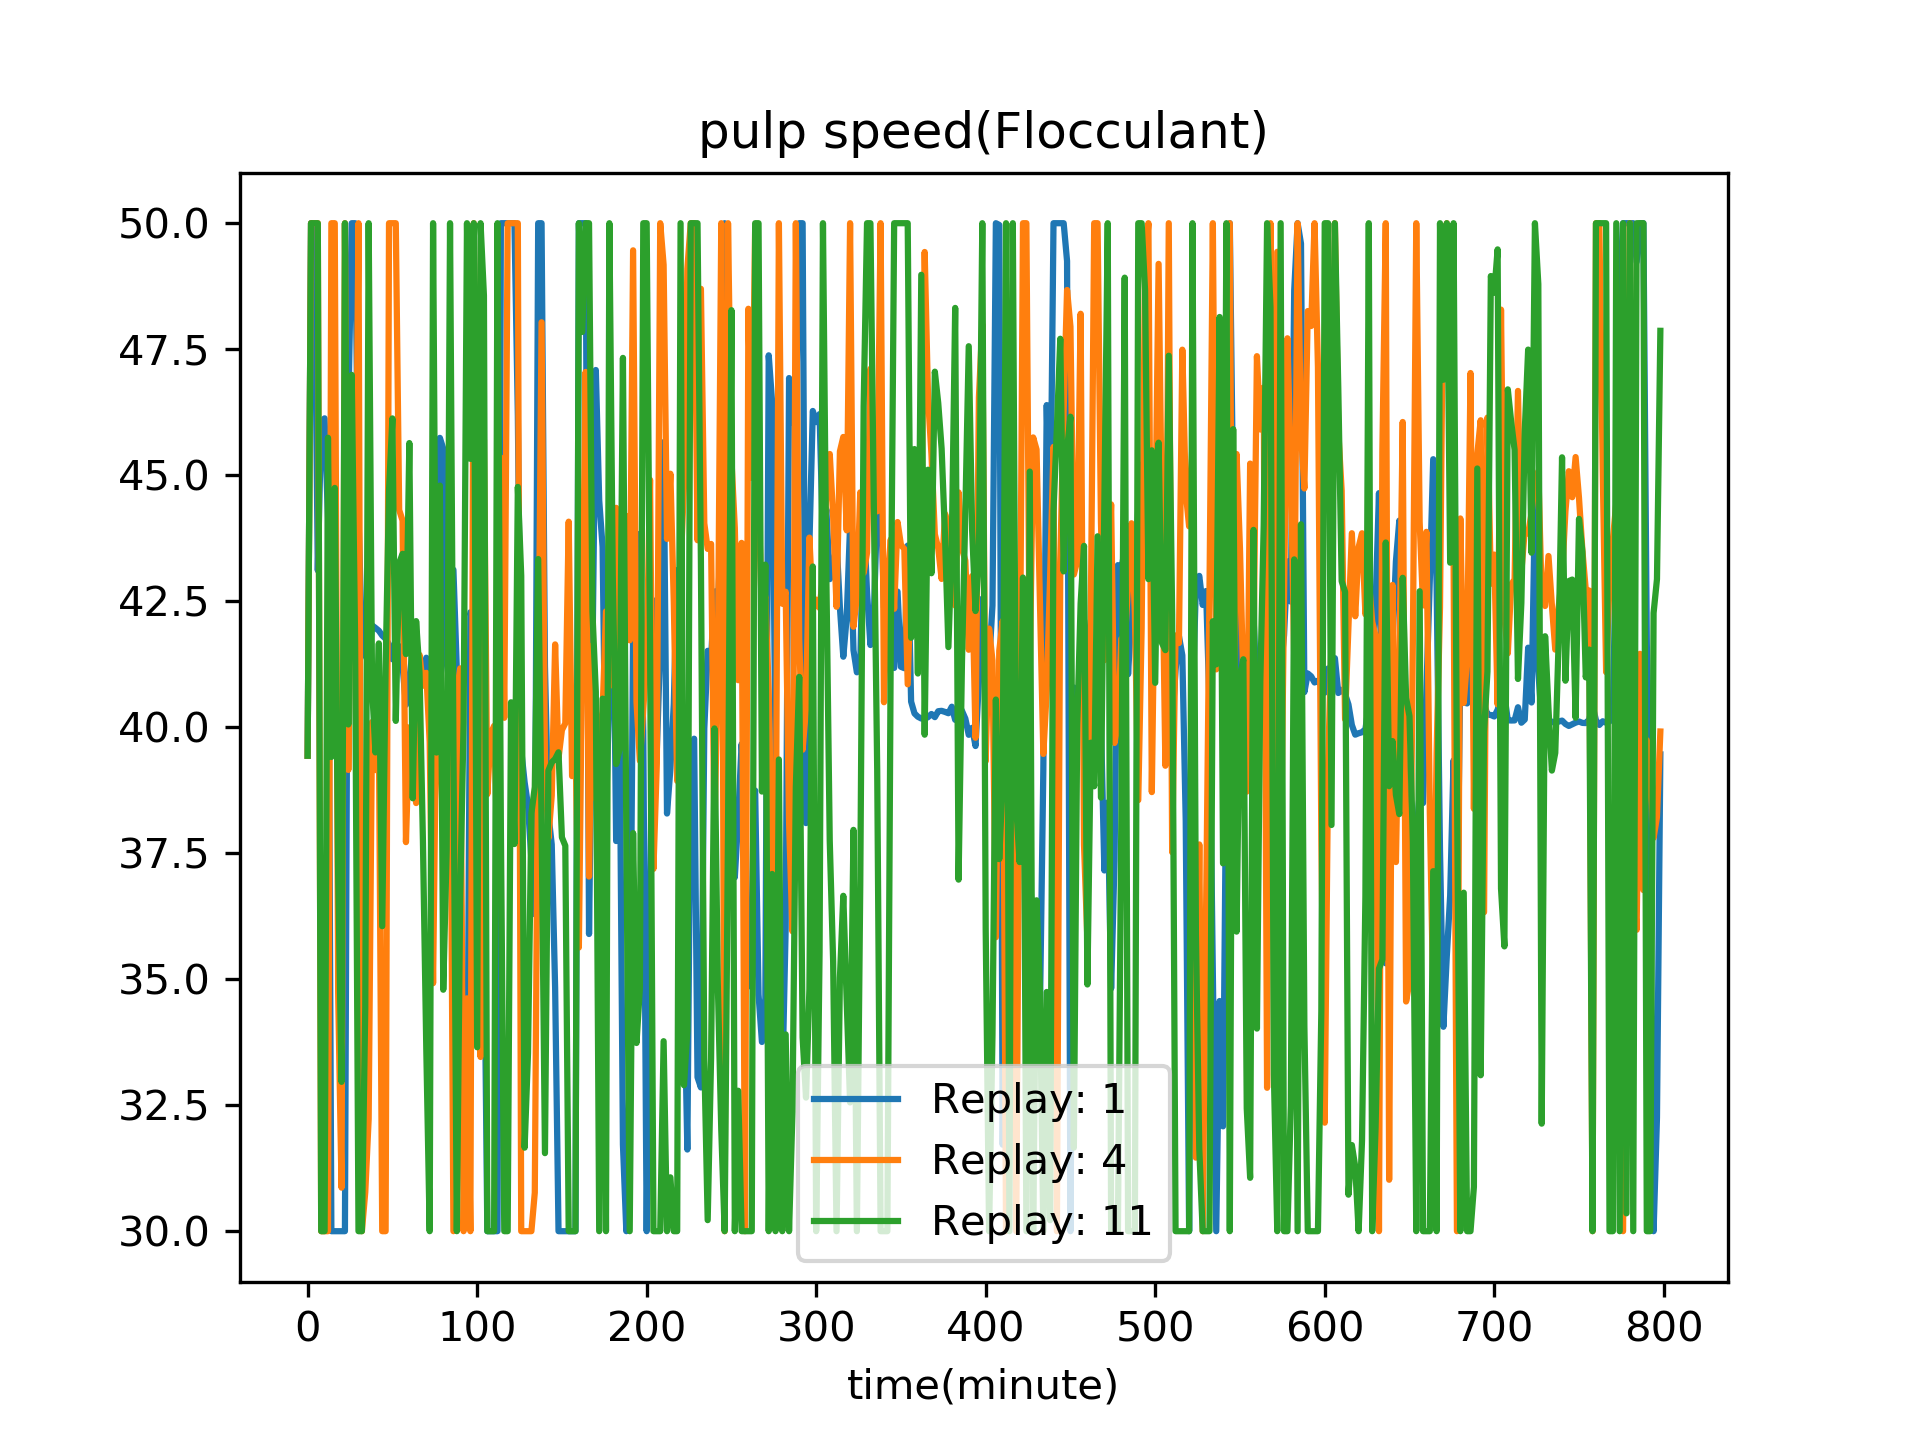 pulp speed(Flocculant)
50.0
47.5
45.0
42.5
40.0
37.5
35.0
32.5
30.0
Replay: 1
Replay: 4
Replay: 11
0 100 200 300 400 500 600 700 800
time(minute)